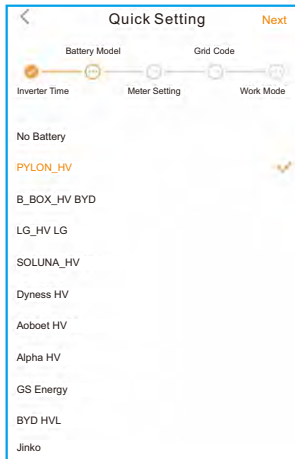 Quick Setting Next
Battery Model Grid Code
Inverter Time Meter Setting Work Mode
No Battery
PYLON_HV
B_BOX_HV BYD
LG_HV LG
SOLUNA_HV
Dyness HV
Aoboet HV
Alpha HV
GS Energy
BYD HVL
Jinko